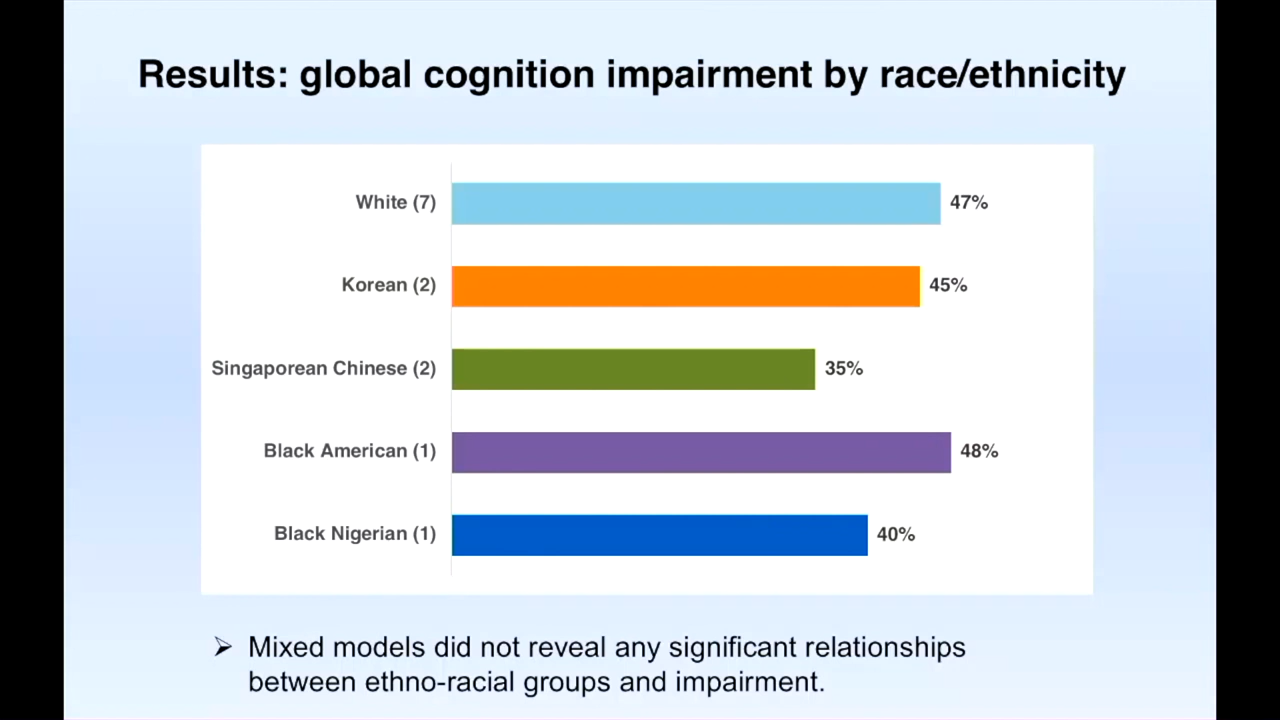 Results: global cognition impairment by race/ethnicity
White (7) 47%
Korean (2) 45%
Singaporean Chinese (2) 35%
Black American (1) 48%
Black Nigerian (1) 40%
➢ Mixed models did not reveal any significant relationships
between ethno-racial groups and impairment.